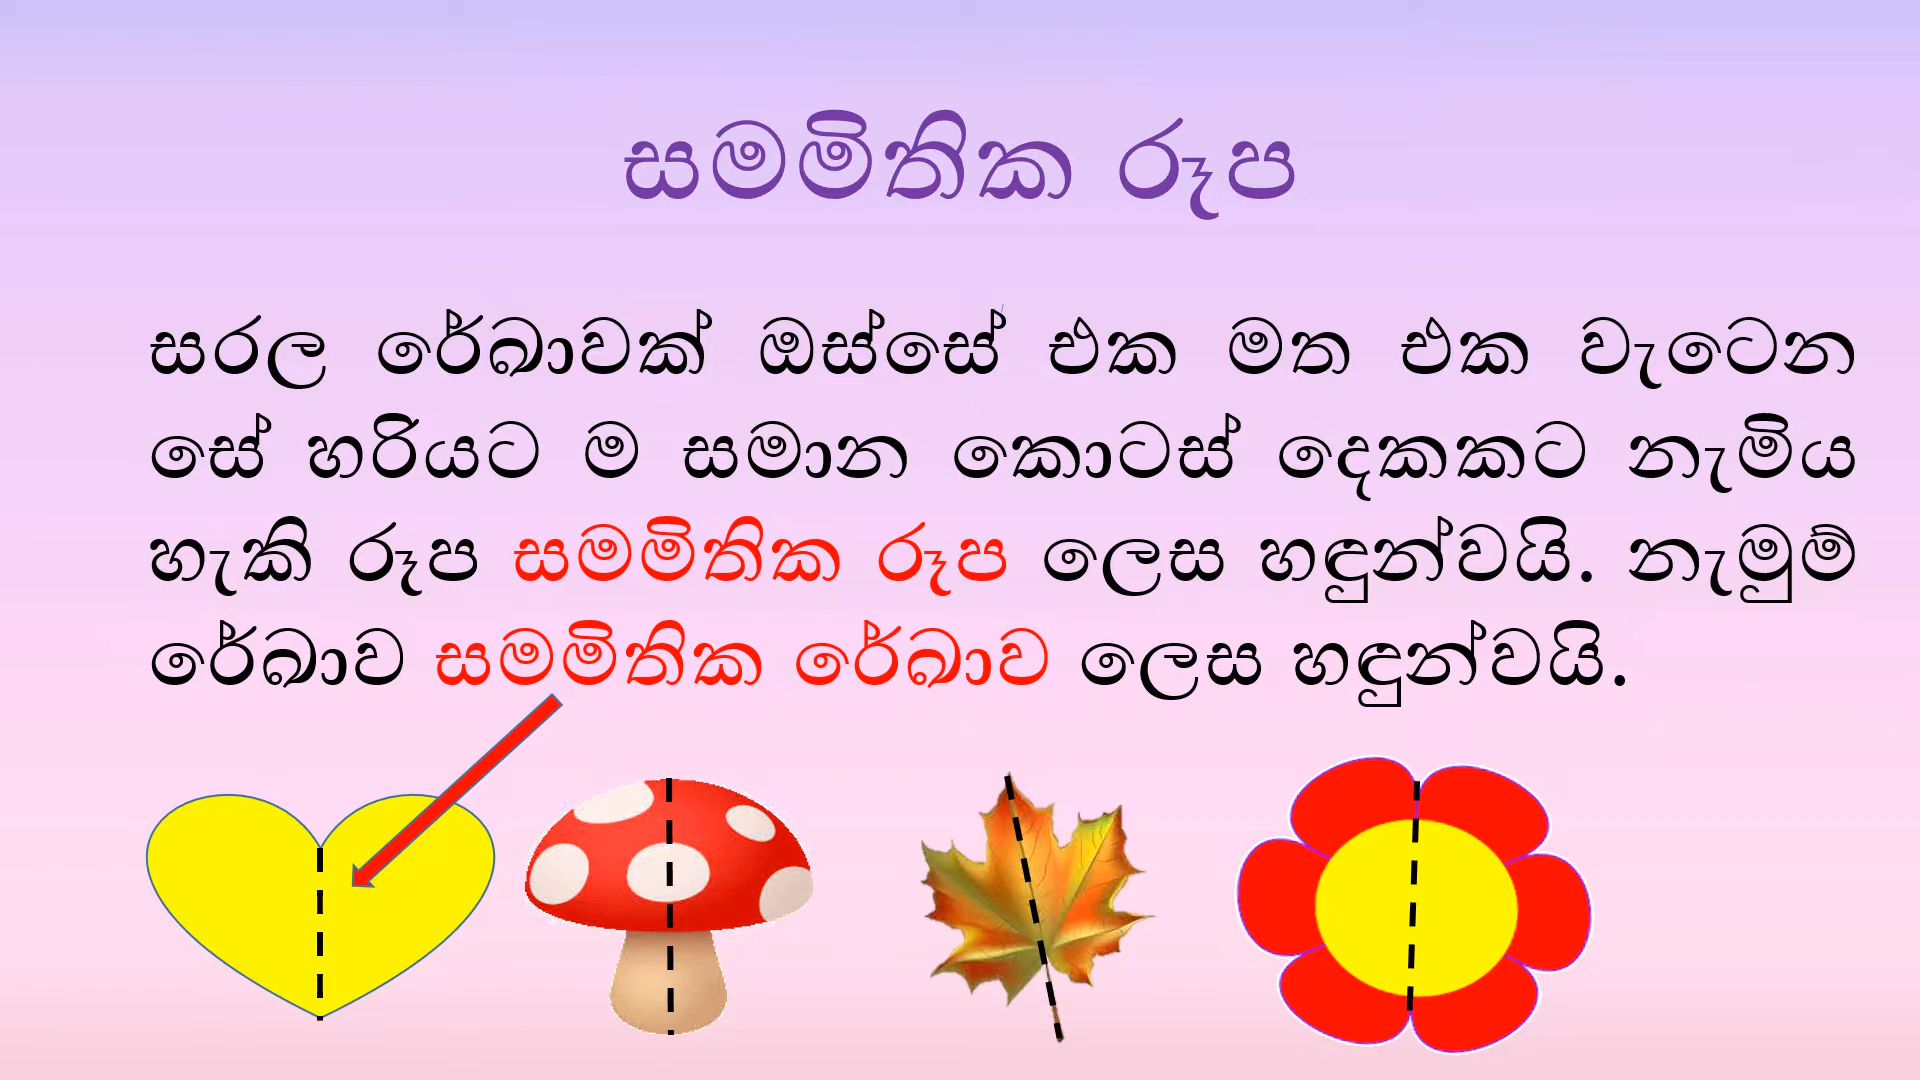 සමමිතික රූප
සරල රේඛාවක් ඔස්සේ එක මත එක වැටෙන
සේ හරියට ම සමාන කොටස් දෙකකට නැමිය
හැකි රූප සමමිතික රූප ලෙස හඳුන්වයි. නැමුම්
රේඛාව සමමිතික රේඛාව ලෙස හඳුන්වයි.